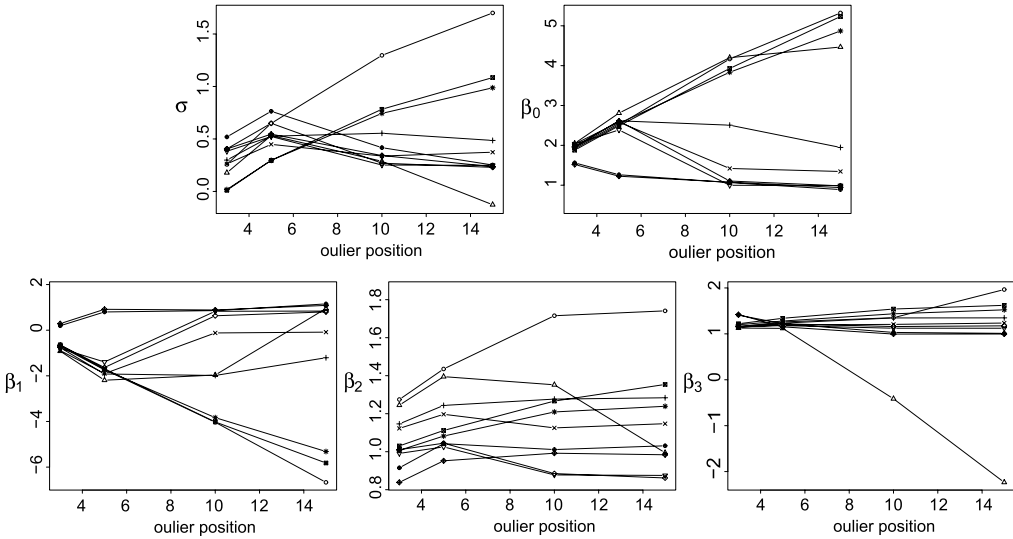 σ
0.0 0.5 1.0 1.5
4 6 8 10 12 14
oulier position
β0
1 2 3 4 5
4 6 8 10 12 14
oulier position
β1
−6 −4 −2 0 2
4 6 8 10 12 14
oulier position
β2
0.8 1.0 1.2 1.4 1.6 1.8
4 6 8 10 12 14
oulier position
β3
−2 −1 0 1 2
4 6 8 10 12 14
oulier position